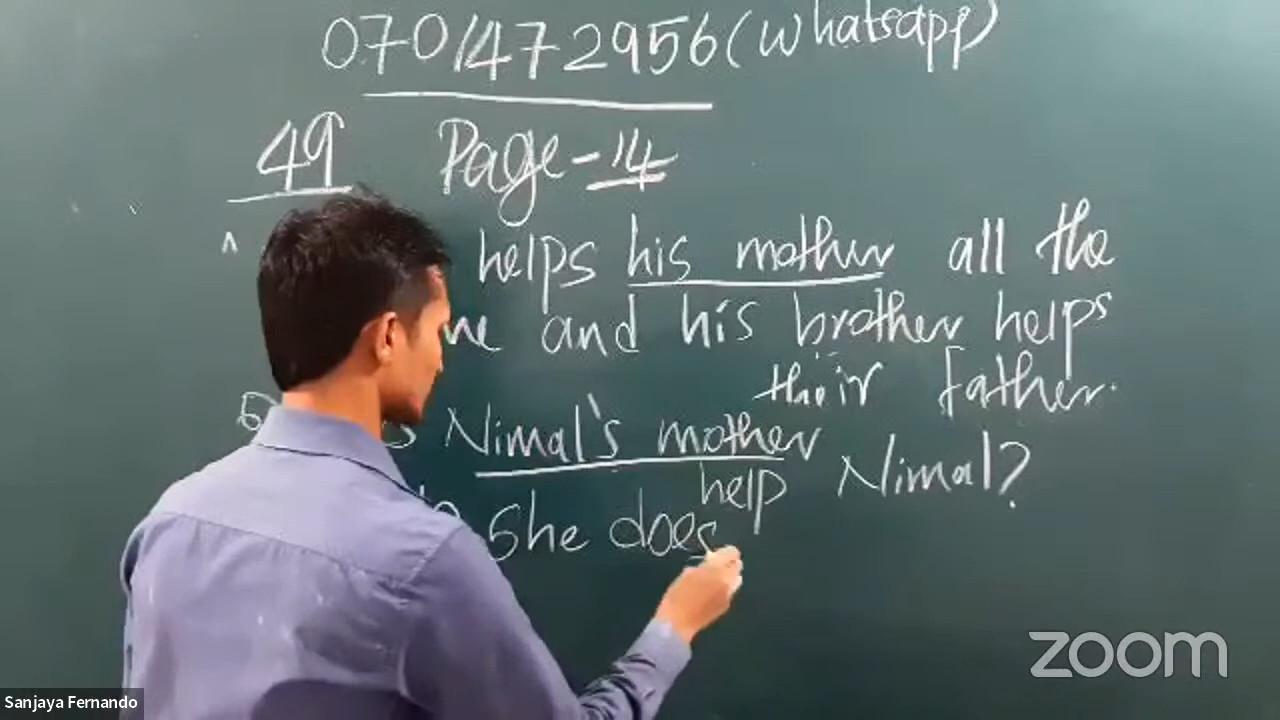 0701472956 (Whatsapp)
49 Page - 14
helps his mother all the
and his brother helps
their father.
Nimal's mother
help Nimal?
She does
zoom
Sanjaya Fernando